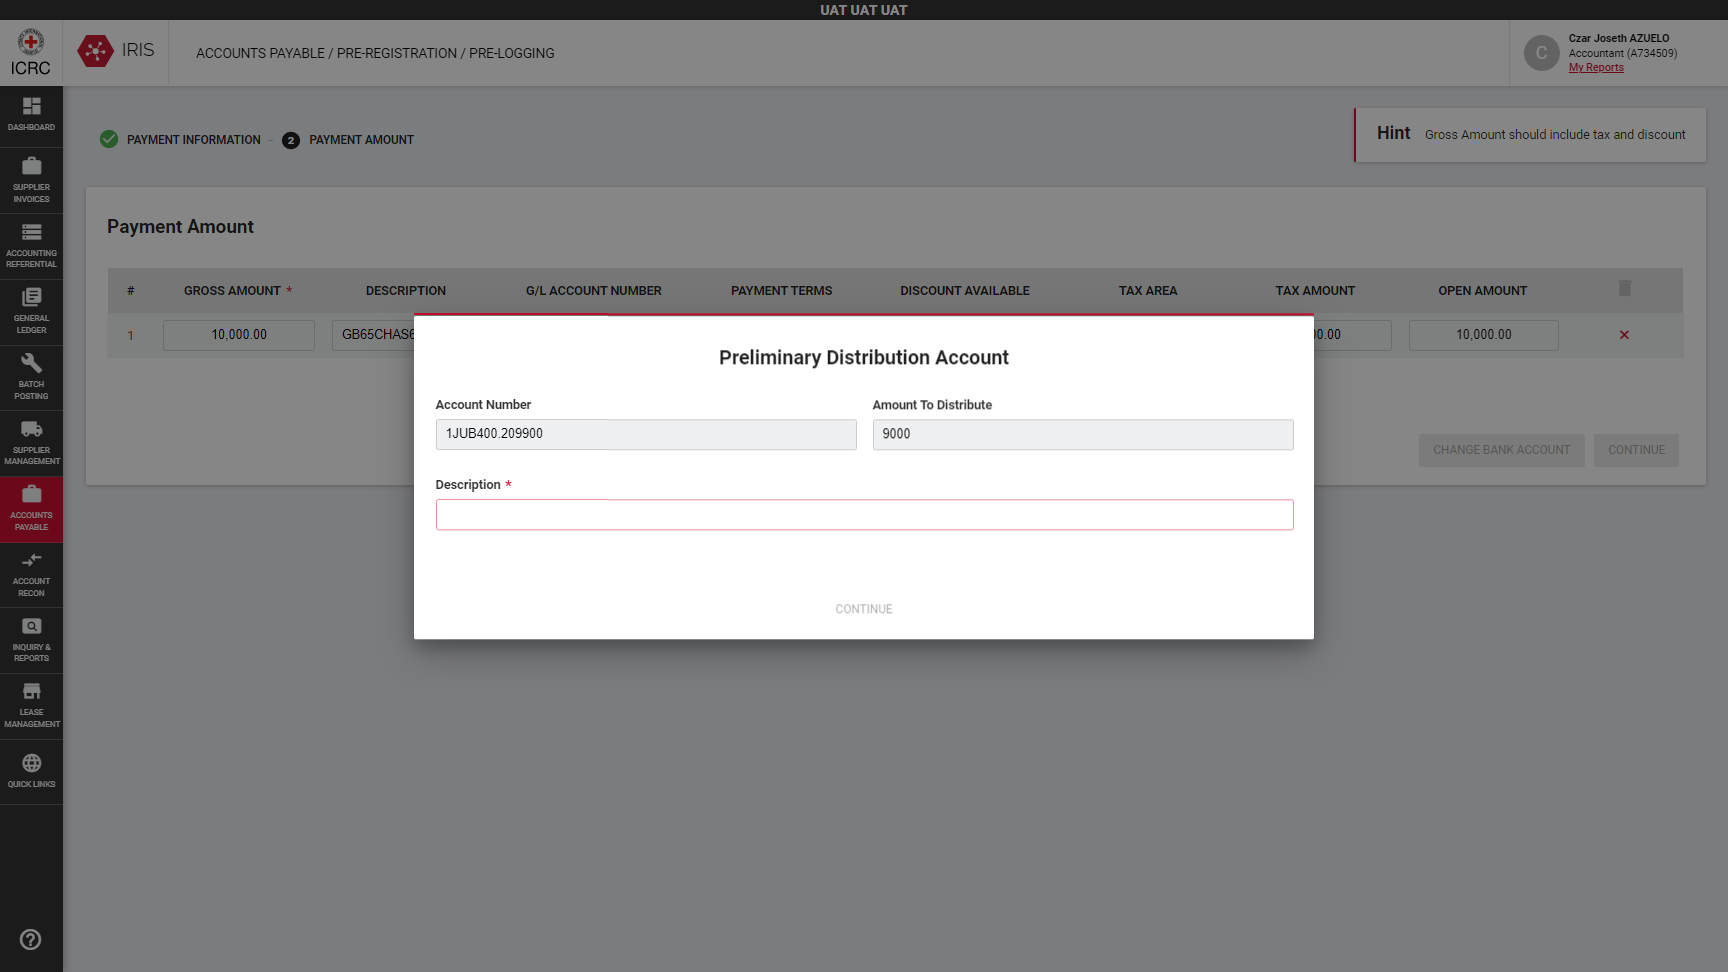 UAT UAT UAT
ICRC
IRIS
ACCOUNTS PAYABLE / PRE-REGISTRATION / PRE-LOGGING
C
Czar Joseth AZUELO
Accountant (A734509)
My Reports
DASHBOARD
SUPPLIER
INVOICES
ACCOUNTING
REFERENTIAL
GENERAL
LEDGER
BATCH
POSTING
SUPPLIER
MANAGEMENT
ACCOUNTS
PAYABLE
ACCOUNT
RECON
INQUIRY &
REPORTS
LEASE
MANAGEMENT
QUICK LINKS
PAYMENT INFORMATION - 2 PAYMENT AMOUNT
Hint Gross Amount should include tax and discount
Payment Amount
# GROSS AMOUNT * DESCRIPTION G/L ACCOUNT NUMBER PAYMENT TERMS DISCOUNT AVAILABLE TAX AREA TAX AMOUNT OPEN AMOUNT
1 10,000.00 GB65CHAS 0.00 10,000.00
CHANGE BANK ACCOUNT CONTINUE
Preliminary Distribution Account
Account Number Amount To Distribute
1JUB400.209900 9000
Description *
CONTINUE